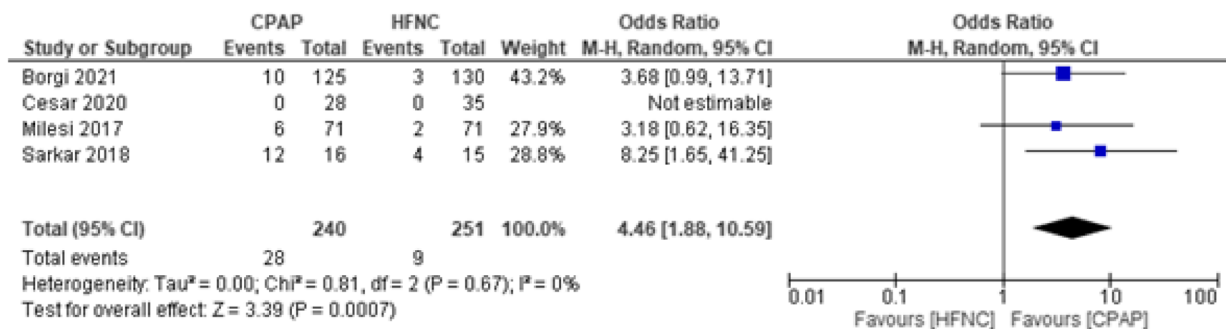 CPAP HFNC Odds Ratio Odds Ratio
Study or Subgroup Events Total Events Total Weight M-H, Random, 95% CI M-H, Random, 95% CI
Borgi 2021 10 125 3 130 43.2% 3.68 [0.99, 13.71]
Cesar 2020 0 28 0 35 Not estimable
Milesi 2017 6 71 2 71 27.9% 3.18 [0.62, 16.35]
Sarkar 2018 12 16 4 15 28.8% 8.25 [1.65, 41.25]
Total (95% CI) 240 251 100.0% 4.46 [1.88, 10.59]
Total events 28 9
Heterogeneity: Tau² = 0.00; Chi² = 0.81, df = 2 (P = 0.67); I² = 0%
Test for overall effect: Z = 3.39 (P = 0.0007)
0.01 0.1 1 10 100
Favours [HFNC] Favours [CPAP]